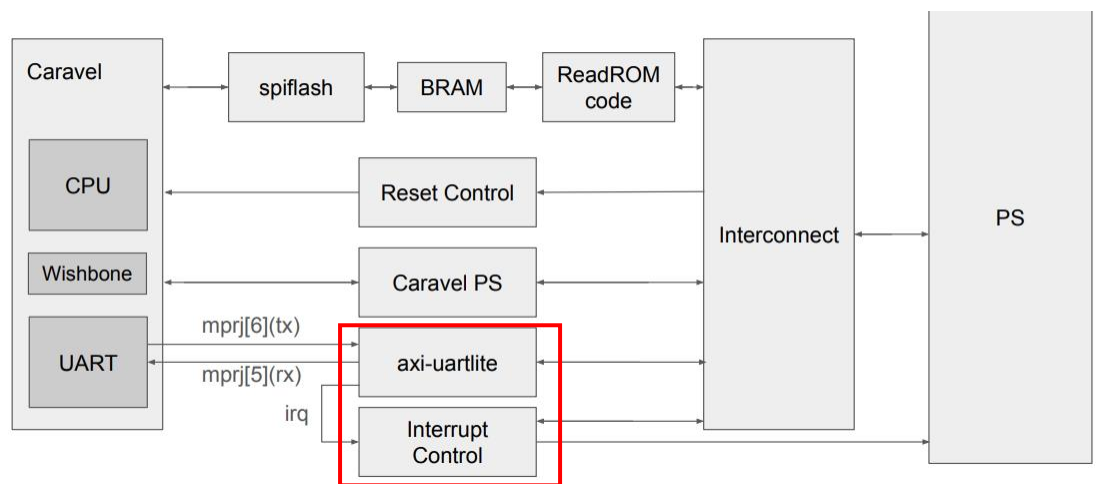 Caravel
spiflash
BRAM
ReadROM
code
CPU
Reset Control
Interconnect
PS
Wishbone
Caravel PS
mprj[6](tx)
UART
axi-uartlite
mprj[5](rx)
irq
Interrupt
Control